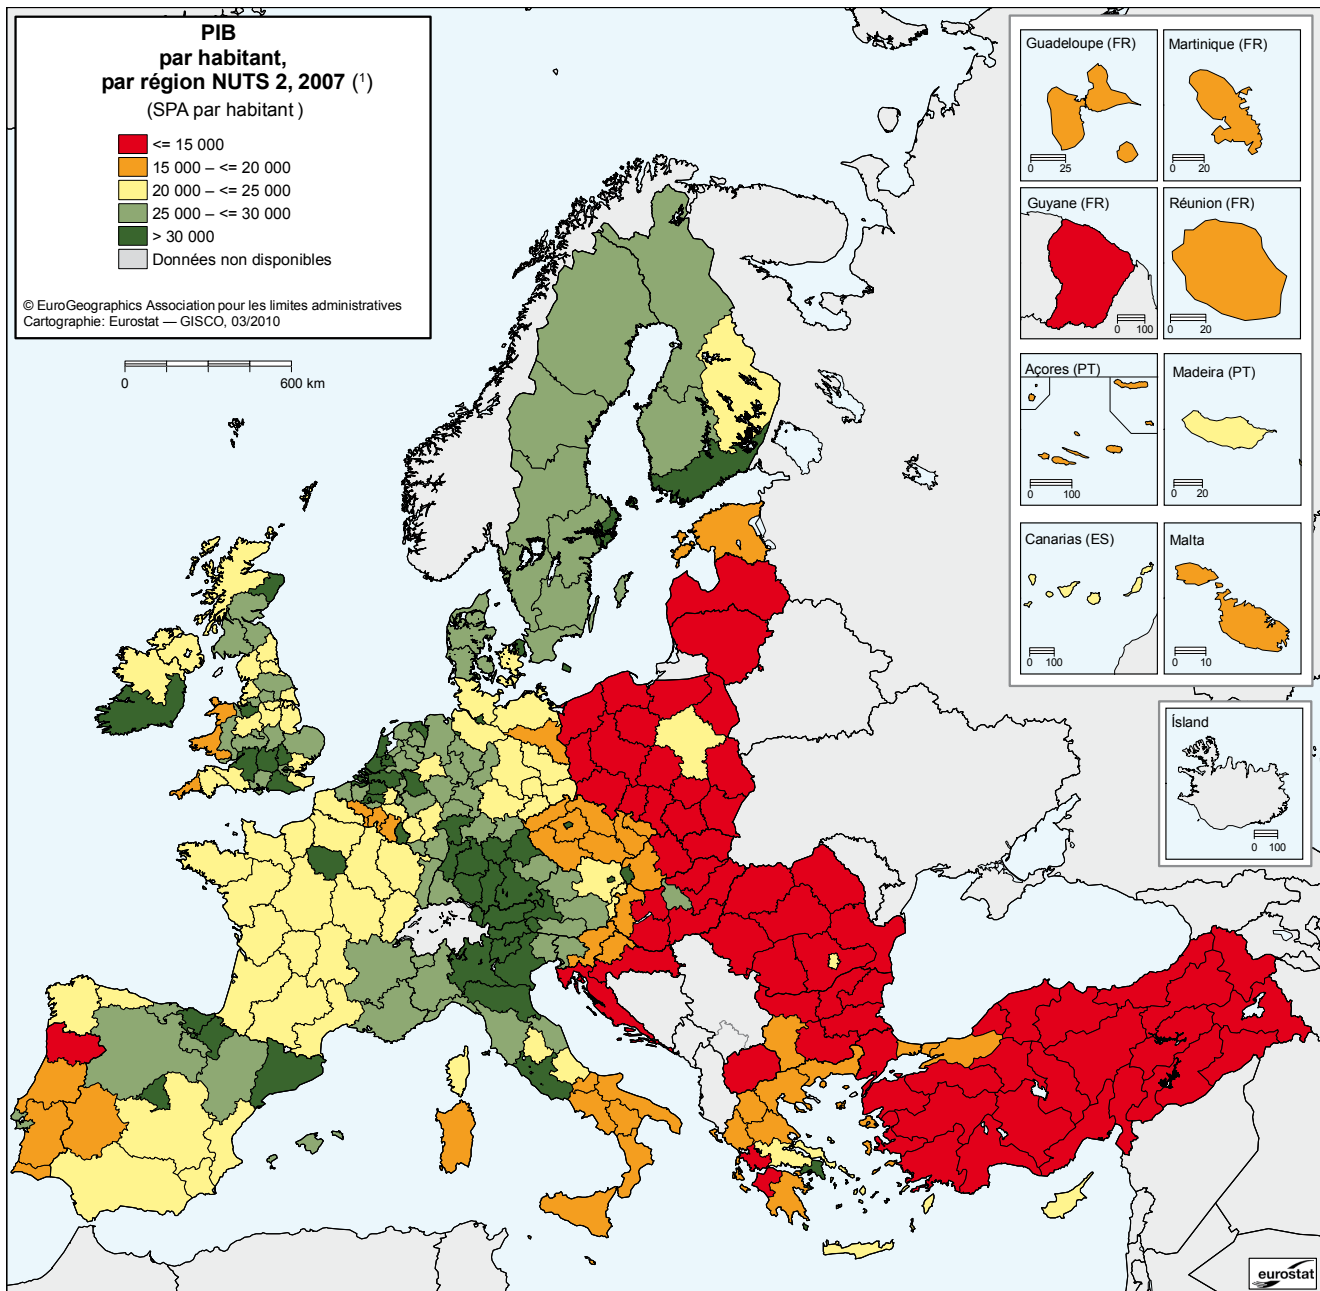 PIB
par habitant,
par région NUTS 2, 2007 (¹)
(SPA par habitant )
<= 15 000
15 000 – <= 20 000
20 000 – <= 25 000
25 000 – <= 30 000
> 30 000
Données non disponibles
© EuroGeographics Association pour les limites administratives
Cartographie: Eurostat — GISCO, 03/2010
0 600 km
Guadeloupe (FR)
0 25
Martinique (FR)
0 20
Guyane (FR)
0 100
Réunion (FR)
0 20
Açores (PT)
0 100
Madeira (PT)
0 20
Canarias (ES)
0 100
Malta
0 10
Ísland
0 100
eurostat